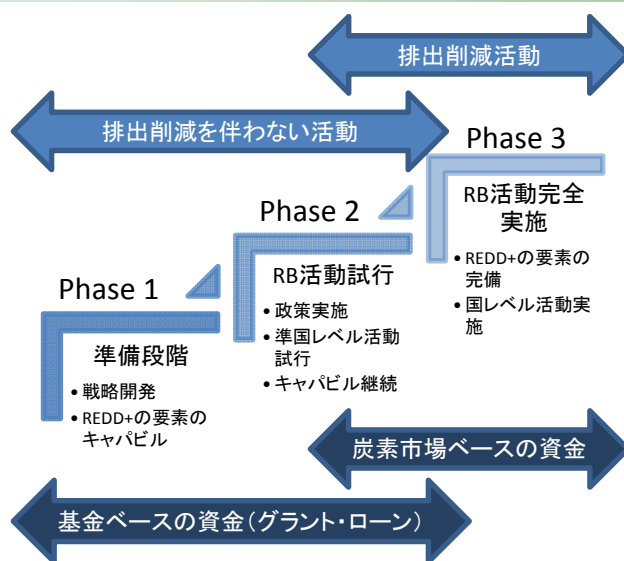 排出削減活動
排出削減を伴わない活動
Phase 3
RB活動完全
実施
• REDD+の要素の
完備
• 国レベル活動実
施
Phase 2
RB活動試行
• 政策実施
• 準国レベル活動
試行
• キャパビル継続
Phase 1
準備段階
• 戦略開発
• REDD+の要素の
キャパビル
炭素市場ベースの資金
基金ベースの資金(グラント・ローン)